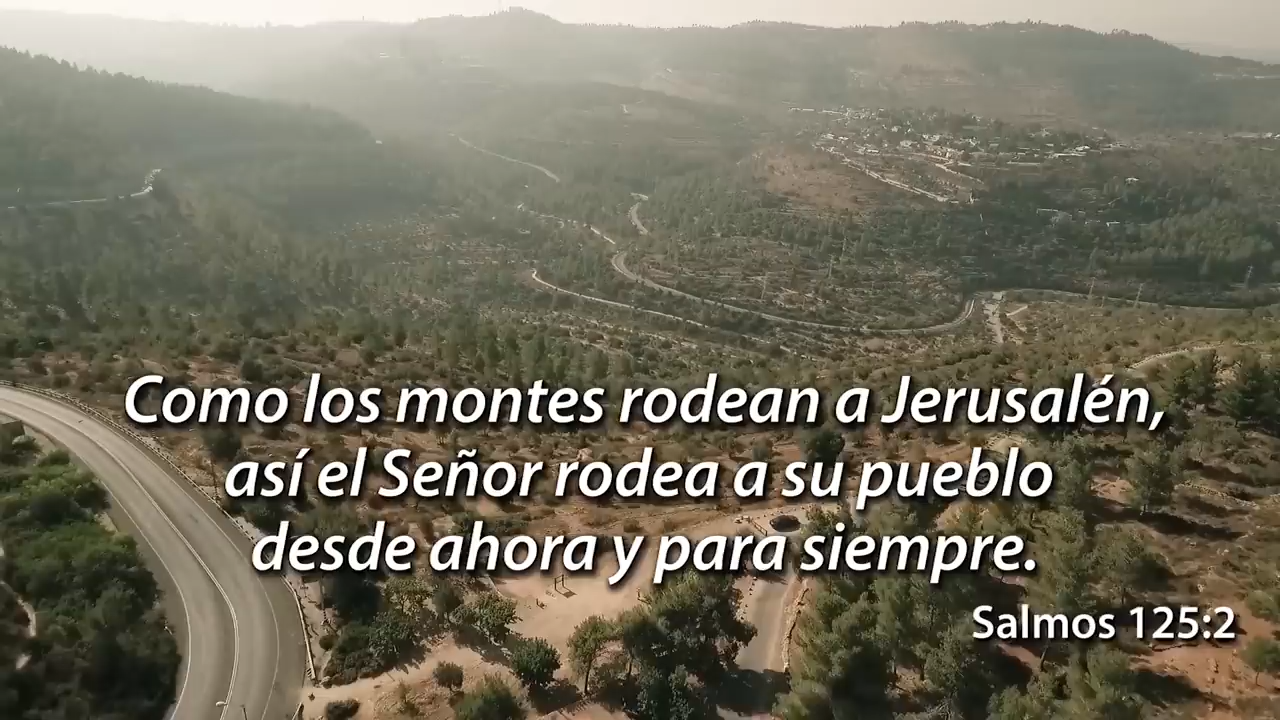 Como los montes rodean a Jerusalén,
así el Señor rodea a su pueblo
desde ahora y para siempre.
Salmos 125:2